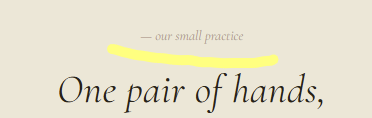 — our small practice
One pair of hands,